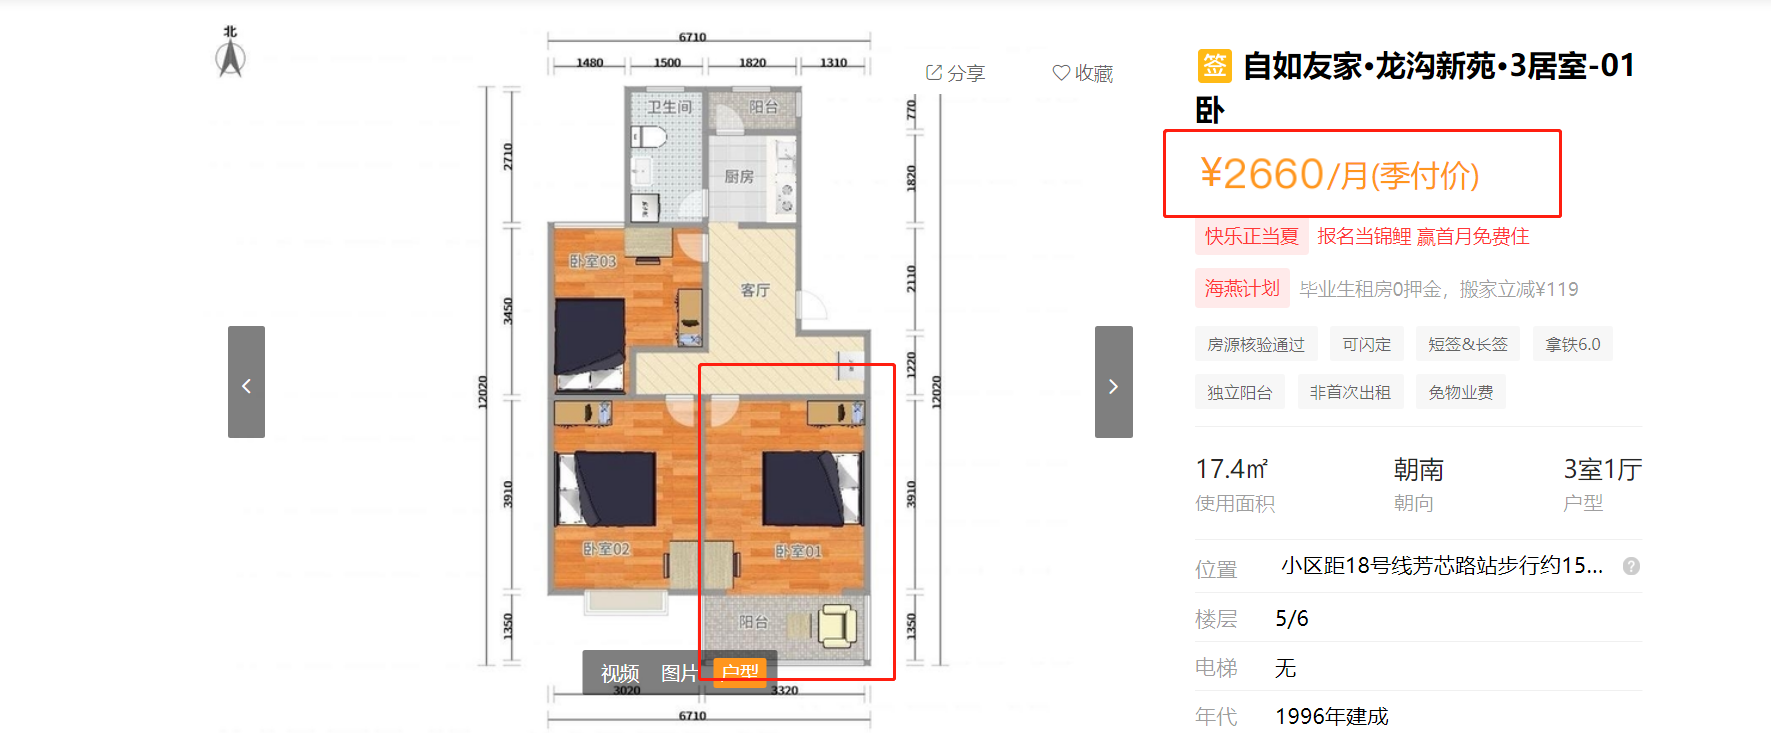 北
6710
1480 1500 1820 1310
分享 收藏
卫生间 阳台
770
2710
厨房
1820
卧室03
客厅
2110
3450
1220
12020
12020
3910
3910
卧室02
卧室01
阳台
1350
1350
视频 图片 户型
3020 3320
6710
签 自如友家·龙沟新苑·3居室-01
卧
¥2660/月(季付价)
快乐正当夏 报名当锦鲤 赢首月免费住
海燕计划 毕业生租房0押金，搬家立减¥119
房源核验通过 可闪定 短签&长签 拿铁6.0
独立阳台 非首次出租 免物业费
17.4㎡ 朝南 3室1厅
使用面积 朝向 户型
位置 小区距18号线芳芯路站步行约15... ?
楼层 5/6
电梯 无
年代 1996年建成